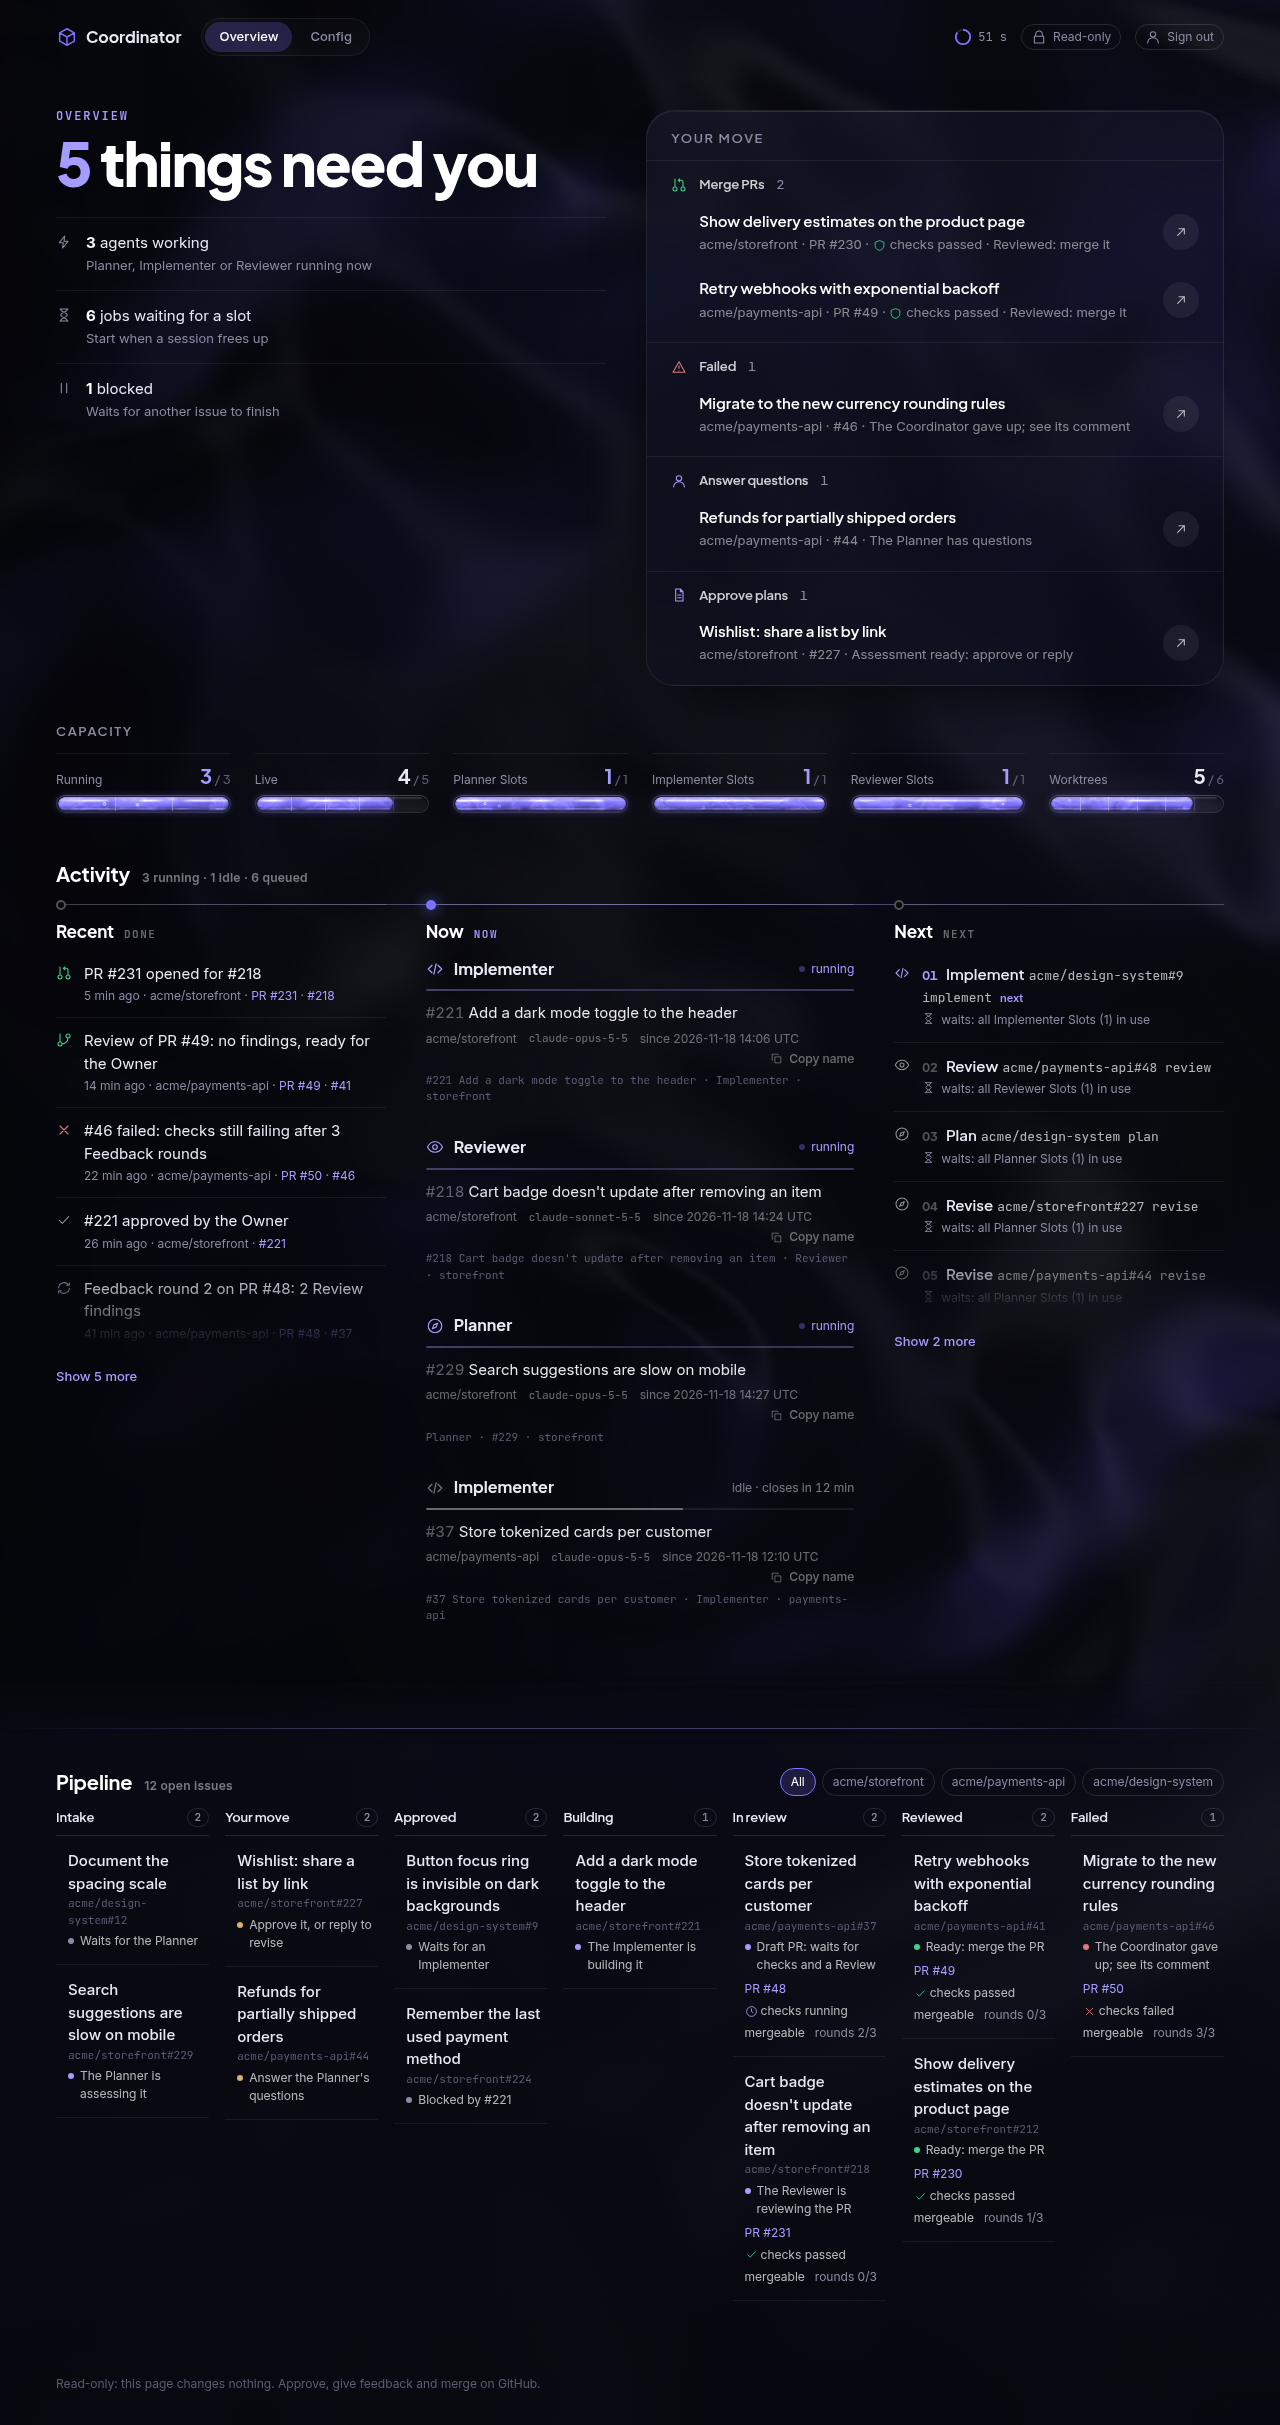 Coordinator
Overview
Config
51 s
Read-only
Sign out
OVERVIEW
5 things need you
3 agents working
Planner, Implementer or Reviewer running now
6 jobs waiting for a slot
Start when a session frees up
1 blocked
Waits for another issue to finish
YOUR MOVE
Merge PRs 2
Show delivery estimates on the product page
acme/storefront · PR #230 · checks passed · Reviewed: merge it
Retry webhooks with exponential backoff
acme/payments-api · PR #49 · checks passed · Reviewed: merge it
Failed 1
Migrate to the new currency rounding rules
acme/payments-api · #46 · The Coordinator gave up; see its comment
Answer questions 1
Refunds for partially shipped orders
acme/payments-api · #44 · The Planner has questions
Approve plans 1
Wishlist: share a list by link
acme/storefront · #227 · Assessment ready: approve or reply
CAPACITY
Running 3 / 3
Live 4 / 5
Planner Slots 1 / 1
Implementer Slots 1 / 1
Reviewer Slots 1 / 1
Worktrees 5 / 6
Activity 3 running · 1 idle · 6 queued
Recent DONE
PR #231 opened for #218
5 min ago · acme/storefront · PR #231 · #218
Review of PR #49: no findings, ready for
the Owner
14 min ago · acme/payments-api · PR #49 · #41
#46 failed: checks still failing after 3
Feedback rounds
22 min ago · acme/payments-api · PR #50 · #46
#221 approved by the Owner
26 min ago · acme/storefront · #221
Feedback round 2 on PR #48: 2 Review
findings
41 min ago · acme/payments-api · PR #48 · #37
Show 5 more
Now NOW
Implementer running
#221 Add a dark mode toggle to the header
acme/storefront claude-opus-5-5 since 2026-11-18 14:06 UTC
Copy name
#221 Add a dark mode toggle to the header · Implementer ·
storefront
Reviewer running
#218 Cart badge doesn't update after removing an item
acme/storefront claude-sonnet-5-5 since 2026-11-18 14:24 UTC
Copy name
#218 Cart badge doesn't update after removing an item · Reviewer
· storefront
Planner running
#229 Search suggestions are slow on mobile
acme/storefront claude-opus-5-5 since 2026-11-18 14:27 UTC
Copy name
Planner · #229 · storefront
Implementer idle · closes in 12 min
#37 Store tokenized cards per customer
acme/payments-api claude-opus-5-5 since 2026-11-18 12:10 UTC
Copy name
#37 Store tokenized cards per customer · Implementer · payments-
api
Next NEXT
01 Implement acme/design-system#9
implement next
waits: all Implementer Slots (1) in use
02 Review acme/payments-api#48 review
waits: all Reviewer Slots (1) in use
03 Plan acme/design-system plan
waits: all Planner Slots (1) in use
04 Revise acme/storefront#227 revise
waits: all Planner Slots (1) in use
05 Revise acme/payments-api#44 revise
waits: all Planner Slots (1) in use
Show 2 more
Pipeline 12 open issues
All
acme/storefront
acme/payments-api
acme/design-system
Intake 2
Document the
spacing scale
acme/design-
system#12
Waits for the Planner
Search
suggestions are
slow on mobile
acme/storefront#229
The Planner is
assessing it
Your move 2
Wishlist: share a
list by link
acme/storefront#227
Approve it, or reply to
revise
Refunds for
partially shipped
orders
acme/payments-api#44
Answer the Planner's
questions
Approved 2
Button focus ring
is invisible on dark
backgrounds
acme/design-system#9
Waits for an
Implementer
Remember the last
used payment
method
acme/storefront#224
Blocked by #221
Building 1
Add a dark mode
toggle to the
header
acme/storefront#221
The Implementer is
building it
In review 2
Store tokenized
cards per
customer
acme/payments-api#37
Draft PR: waits for
checks and a Review
PR #48
checks running
mergeable rounds 2/3
Cart badge
doesn't update
after removing an
item
acme/storefront#218
The Reviewer is
reviewing the PR
PR #231
checks passed
mergeable rounds 0/3
Reviewed 2
Retry webhooks
with exponential
backoff
acme/payments-api#41
Ready: merge the PR
PR #49
checks passed
mergeable rounds 0/3
Show delivery
estimates on the
product page
acme/storefront#212
Ready: merge the PR
PR #230
checks passed
mergeable rounds 1/3
Failed 1
Migrate to the new
currency rounding
rules
acme/payments-api#46
The Coordinator gave
up; see its comment
PR #50
checks failed
mergeable rounds 3/3
Read-only: this page changes nothing. Approve, give feedback and merge on GitHub.